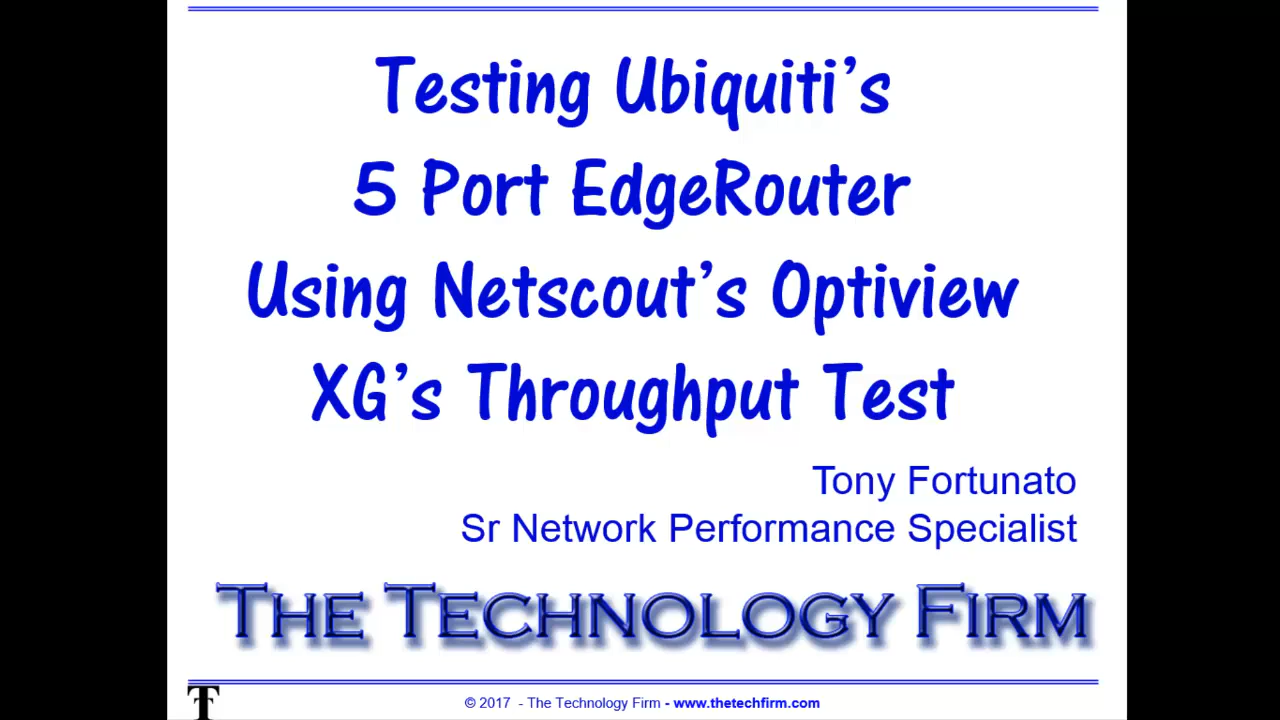 Testing Ubiquiti’s
5 Port EdgeRouter
Using Netscout’s Optiview
XG’s Throughput Test
Tony Fortunato
Sr Network Performance Specialist
THE TECHNOLOGY FIRM
TF
© 2017 - The Technology Firm - www.thetechfirm.com